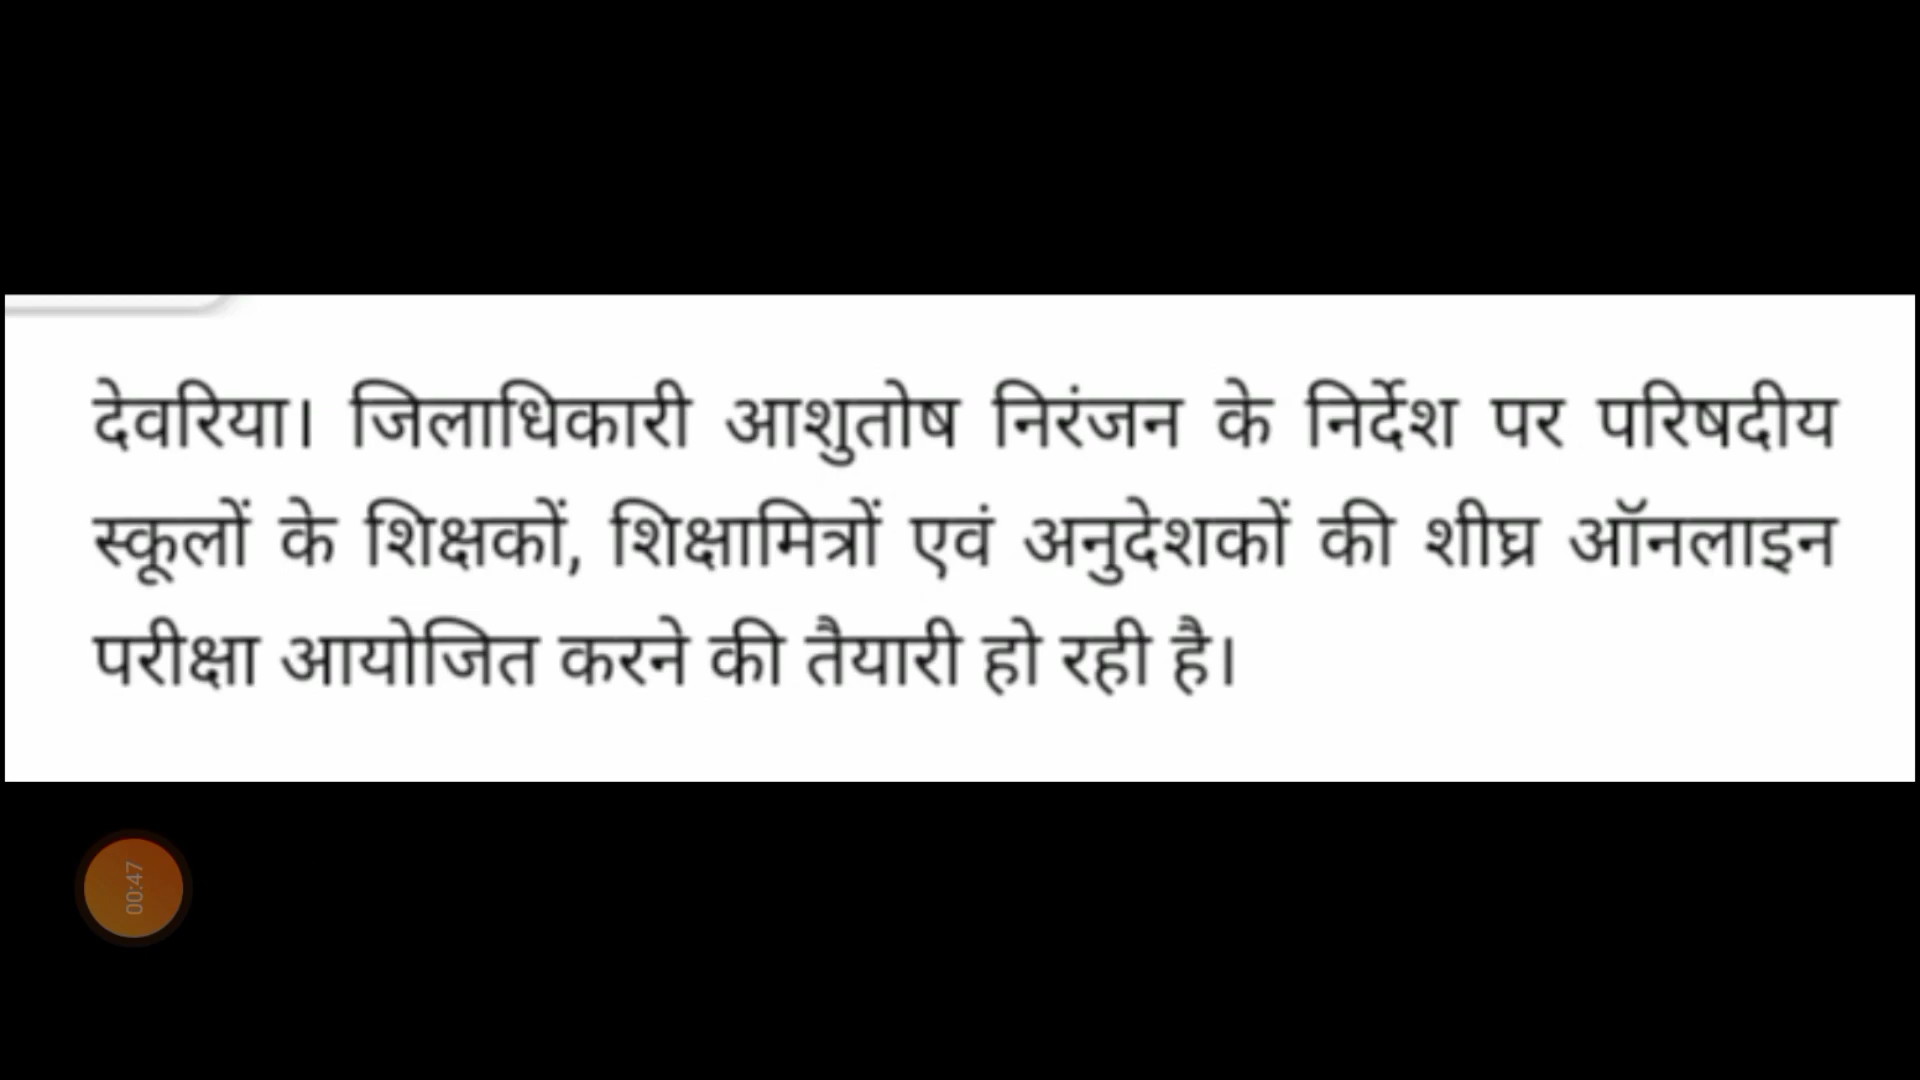 देवरिया। जिलाधिकारी आशुतोष निरंजन के निर्देश पर परिषदीय
स्कूलों के शिक्षकों, शिक्षामित्रों एवं अनुदेशकों की शीघ्र ऑनलाइन
परीक्षा आयोजित करने की तैयारी हो रही है।
00:47